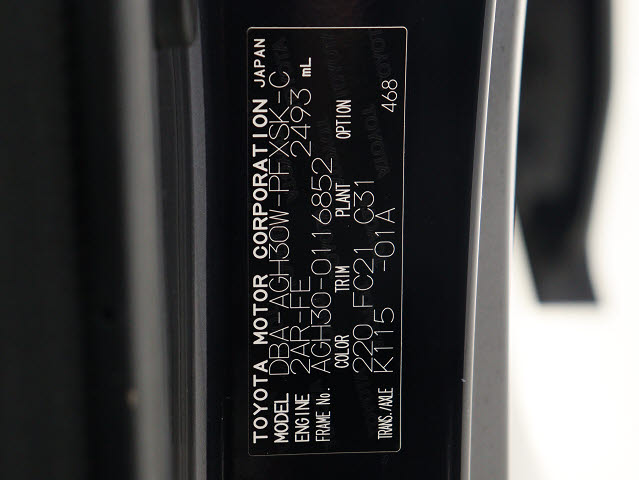 TOYOTA MOTOR CORPORATION JAPAN
MODEL DBA-AGH30W-PFXSK-C
ENGINE 2AR-FE 2493 mL
FRAME No. AGH30-0116852
COLOR TRIM PLANT OPTION
220 FC21 C31 468
TRANS./AXLE K115 -01A